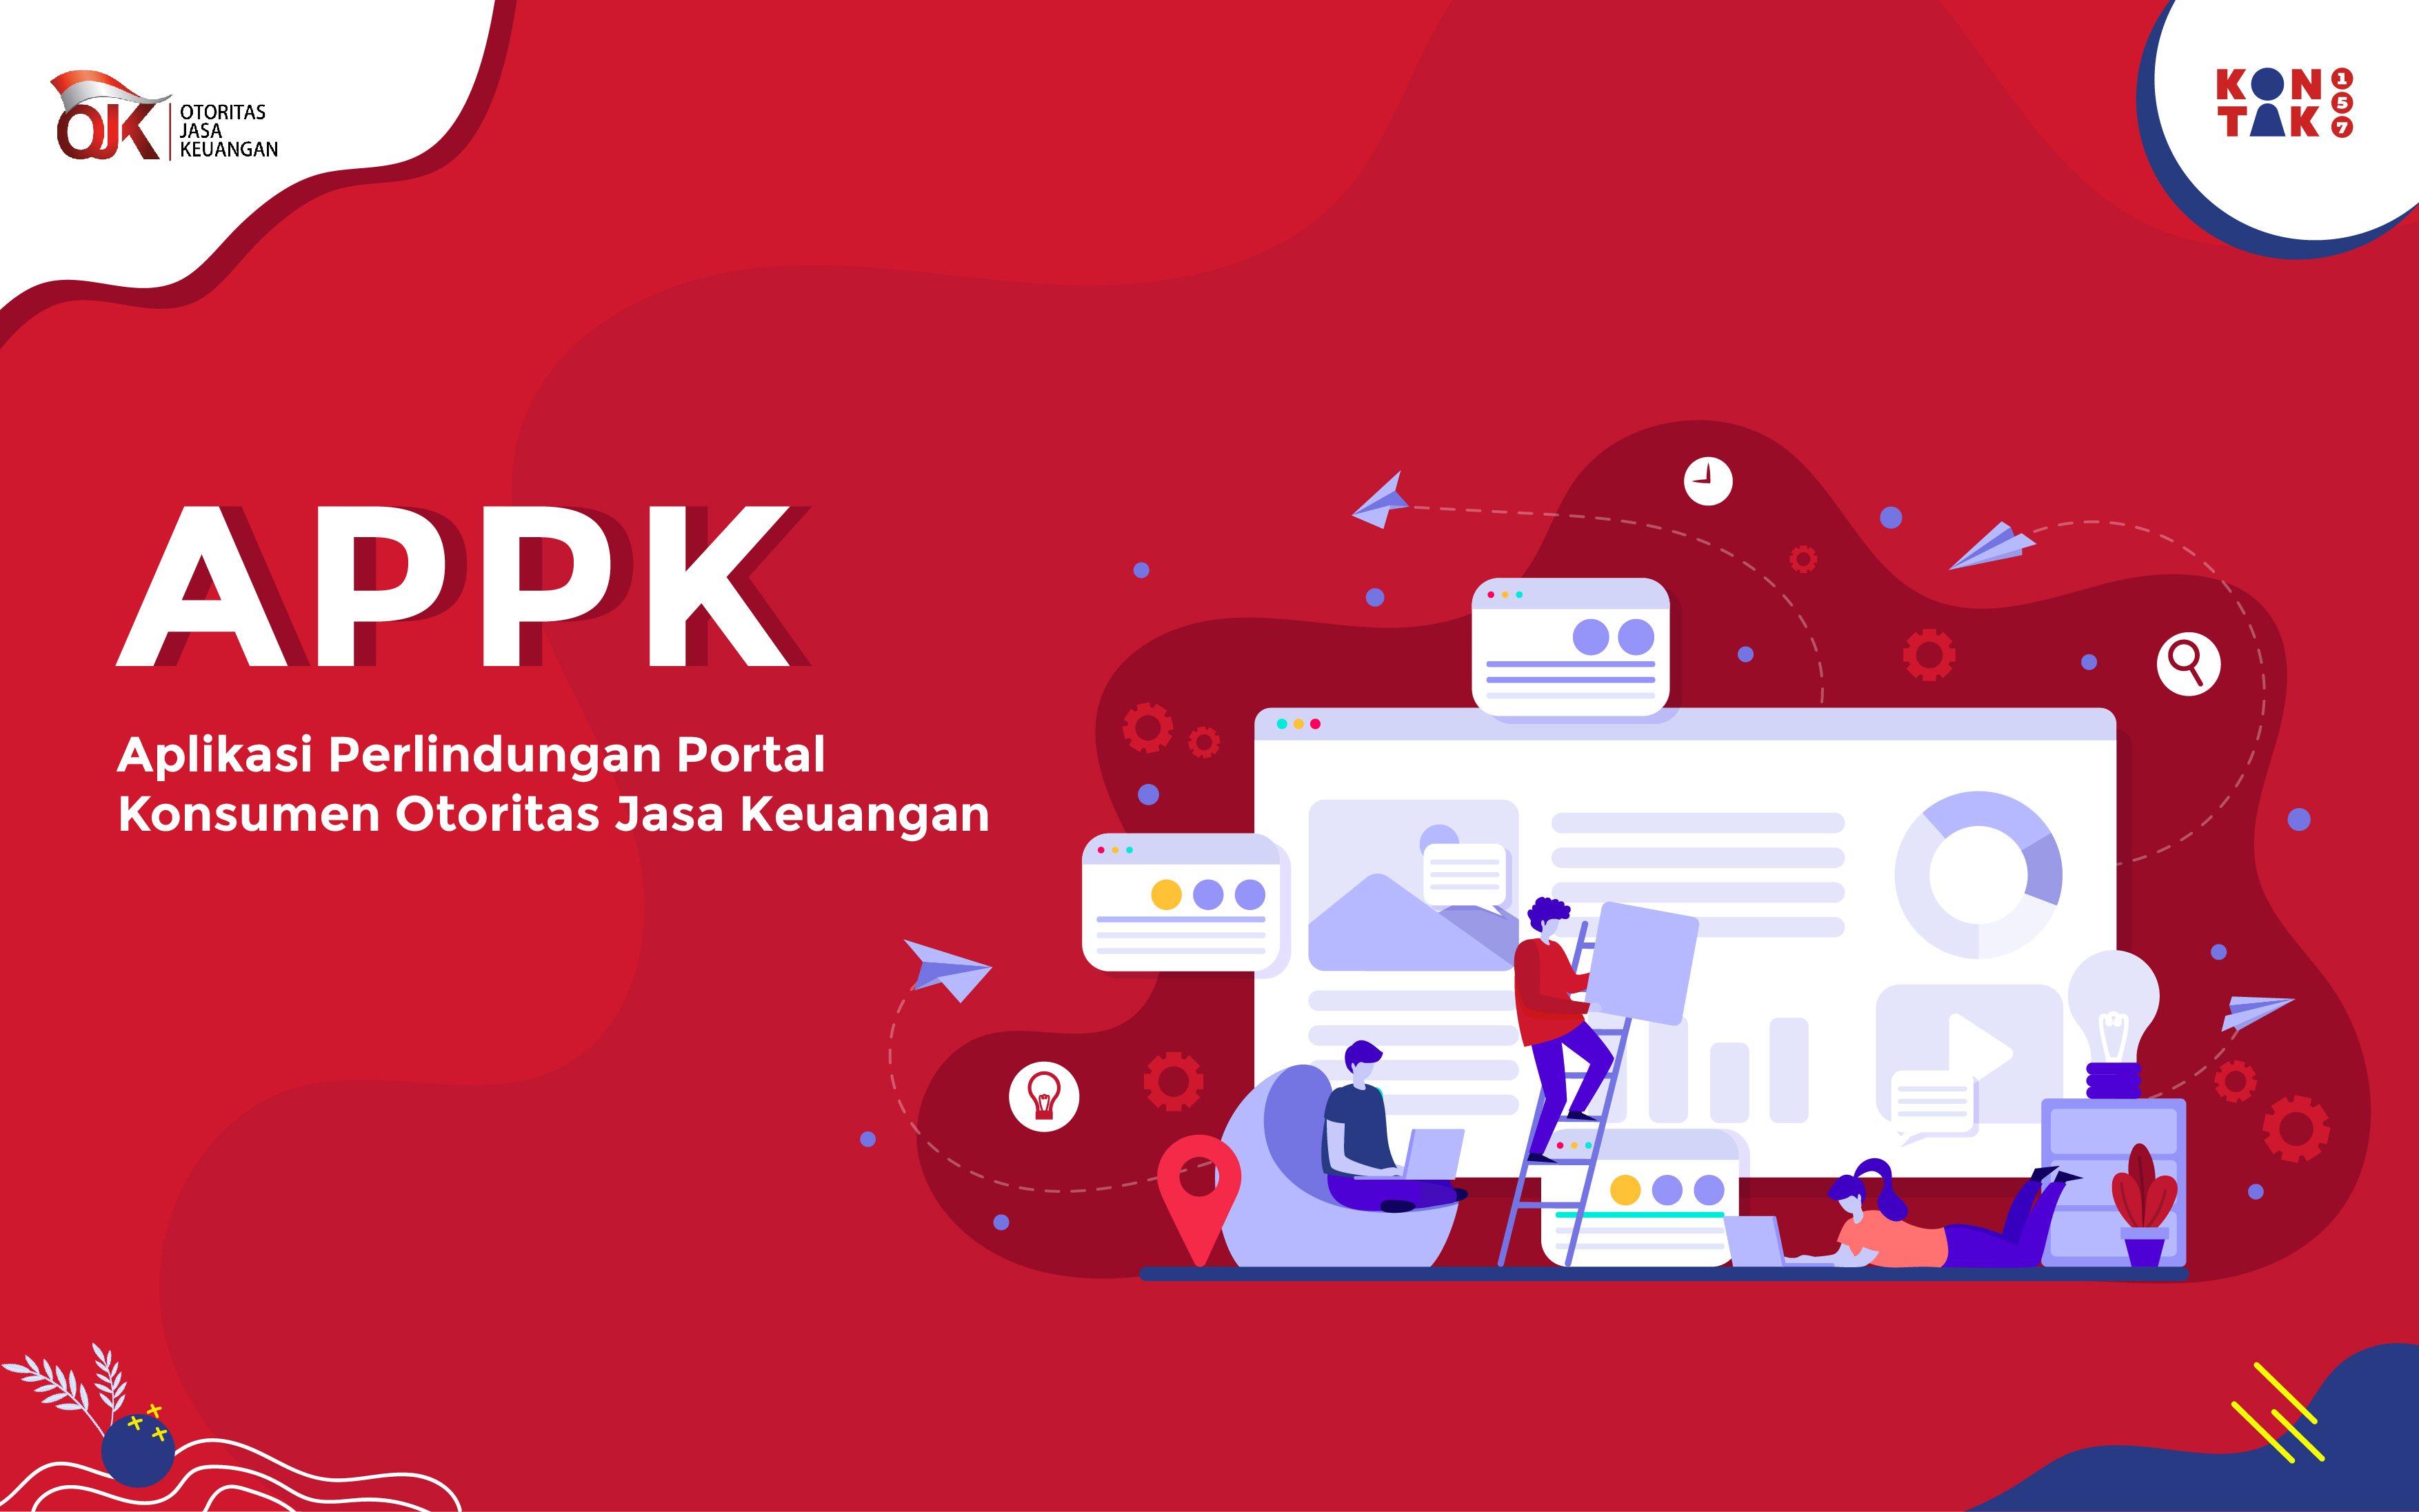 OJK
OTORITAS
JASA
KEUANGAN
KONTAK 157
APPK
Aplikasi Perlindungan Portal
Konsumen Otoritas Jasa Keuangan